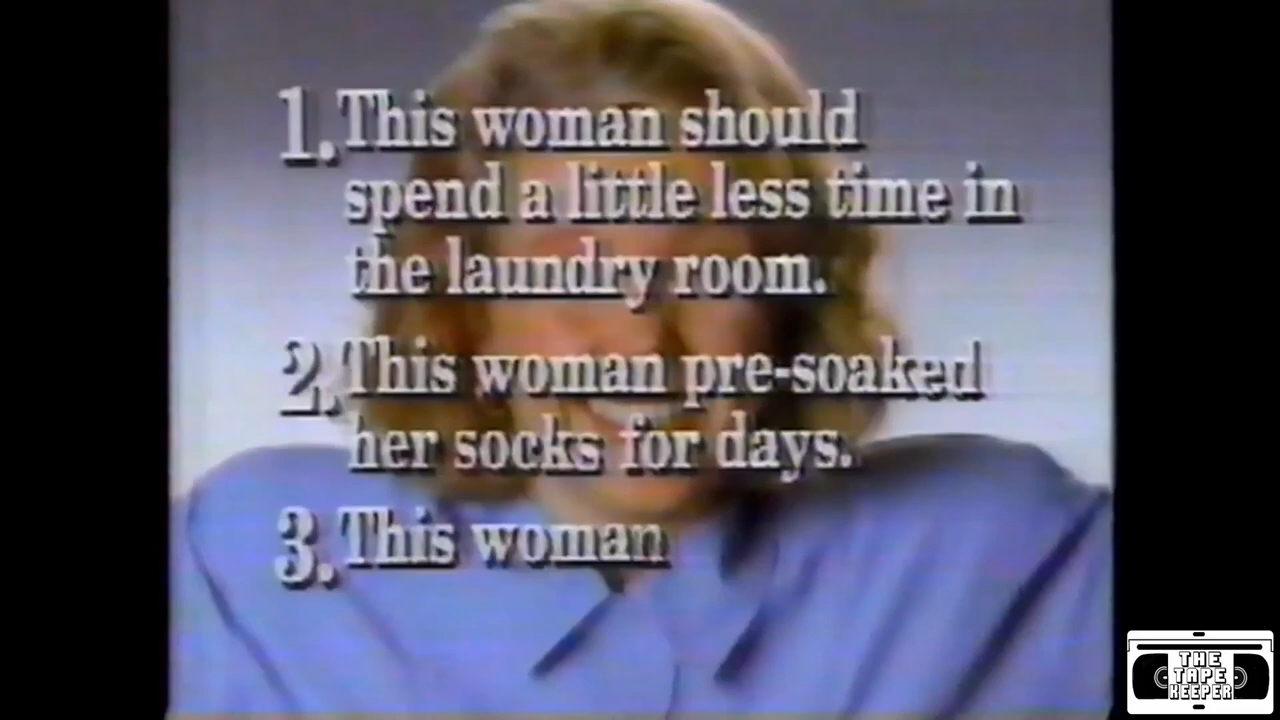 1. This woman should
spend a little less time in
the laundry room.
2. This woman pre-soaked
her socks for days.
3. This woman
THE
TAPE
KEEPER